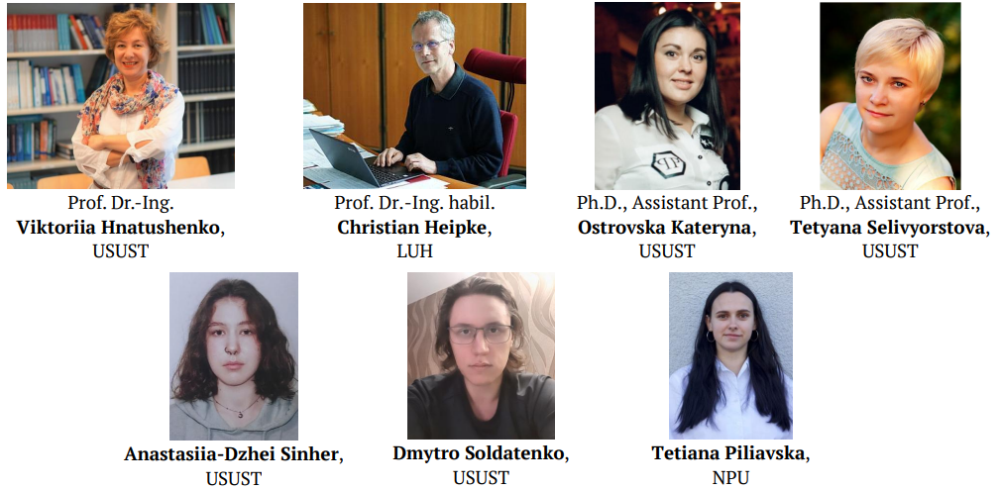 Prof. Dr.-Ing.
Viktoriia Hnatushenko,
USUST
Prof. Dr.-Ing. habil.
Christian Heipke,
LUH
Ph.D., Assistant Prof.,
Ostrovska Kateryna,
USUST
Ph.D., Assistant Prof.,
Tetyana Selivyorstova,
USUST
Anastasiia-Dzhei Sinher,
USUST
Dmytro Soldatenko,
USUST
Tetiana Piliavska,
NPU